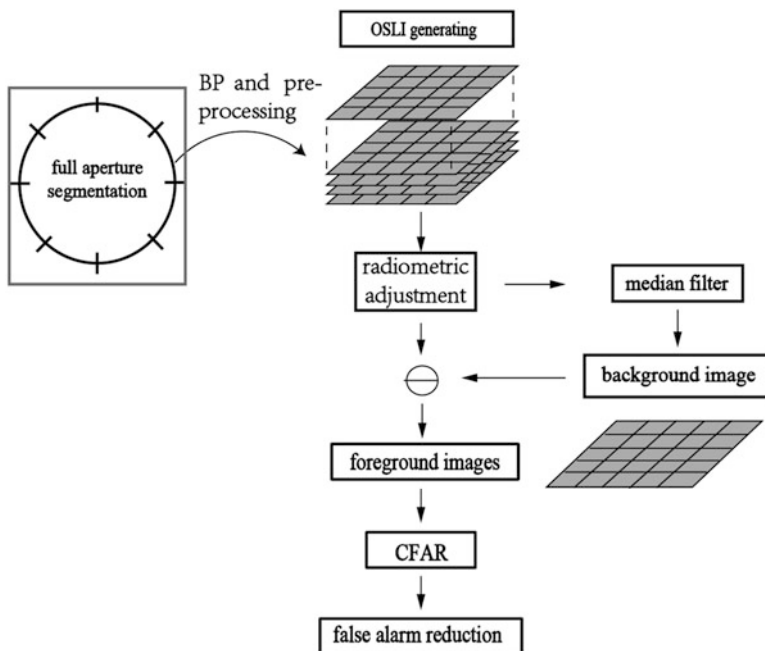 OSLI generating
BP and pre-
processing
full aperture
segmentation
radiometric
adjustment
median filter
background image
foreground images
CFAR
false alarm reduction